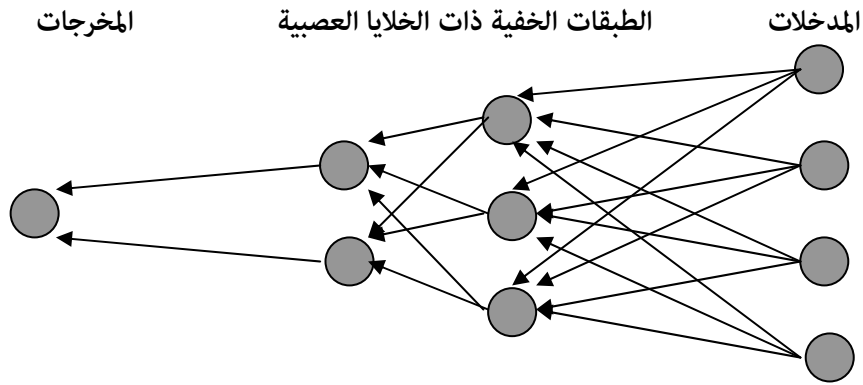 المدخلات
الطبقات الخفية ذات الخلايا العصبية
المخرجات